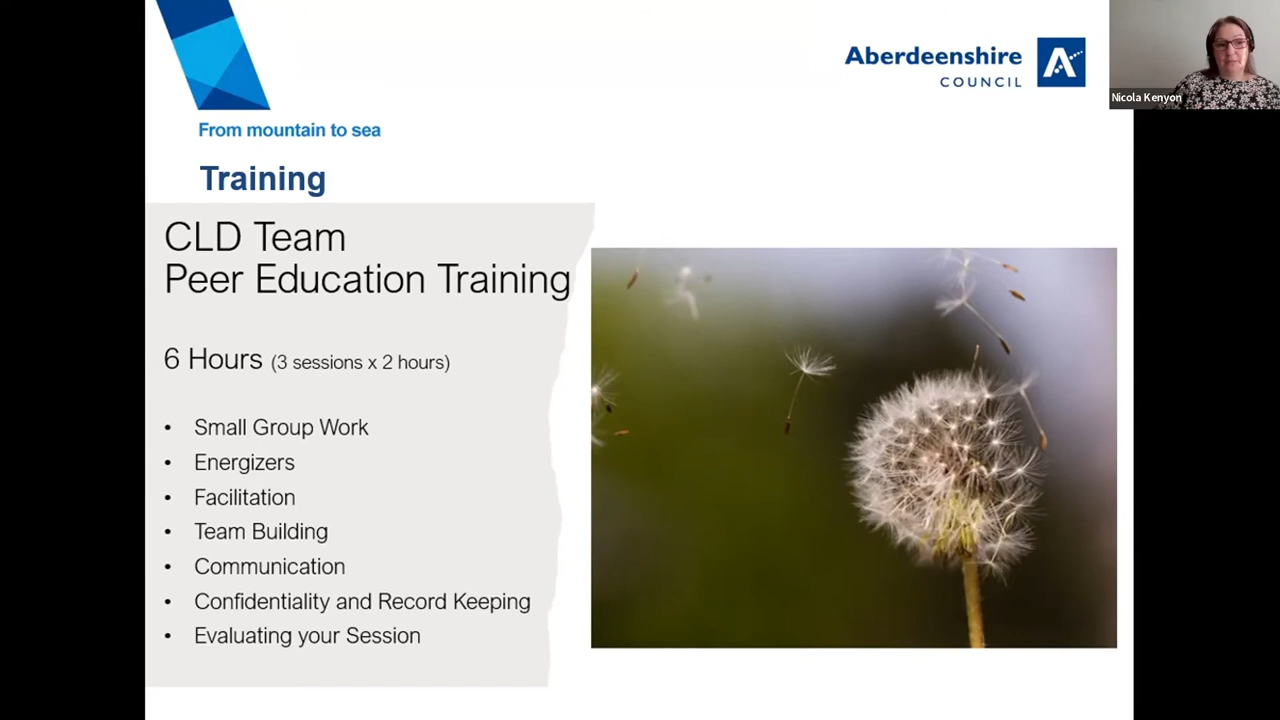 Aberdeenshire
COUNCIL
Nicola Kenyon
From mountain to sea
Training
CLD Team
Peer Education Training
6 Hours (3 sessions x 2 hours)
• Small Group Work
• Energizers
• Facilitation
• Team Building
• Communication
• Confidentiality and Record Keeping
• Evaluating your Session